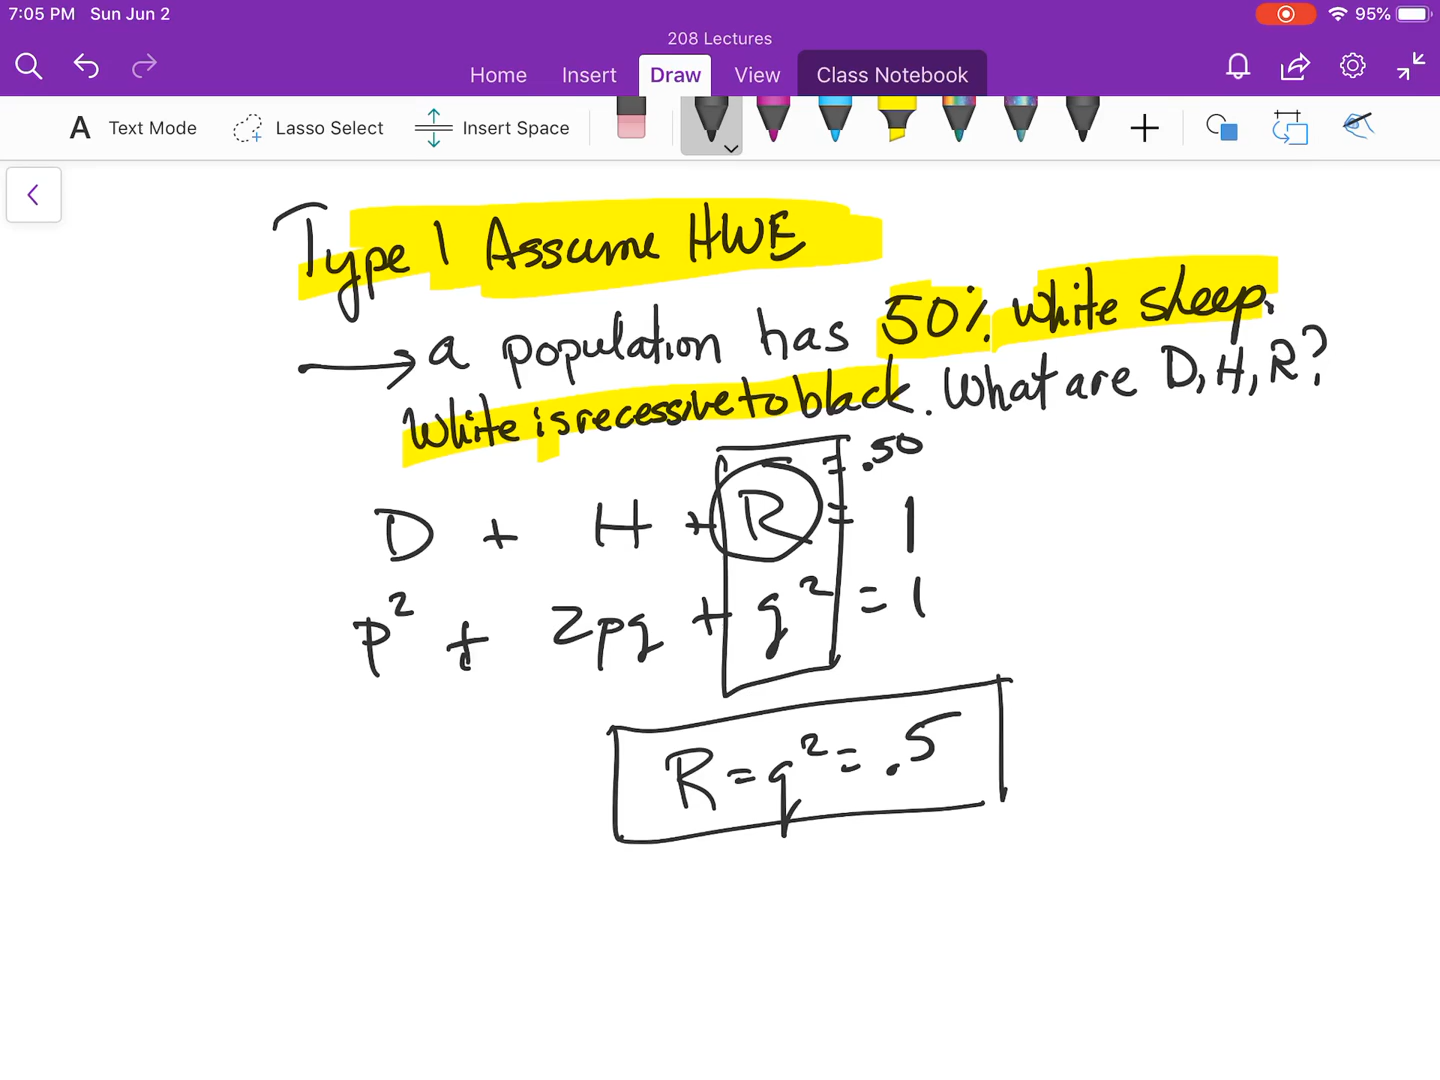 7:05 PM Sun Jun 2 95%
208 Lectures
Home Insert Draw View Class Notebook
A Text Mode Lasso Select Insert Space
Type 1 Assume HWE
→ a population has 50% white sheep.
White is recessive to black. What are D, H, R?
= .50
D + H + R = 1
p² + 2pq + q² = 1
R = q² = .5